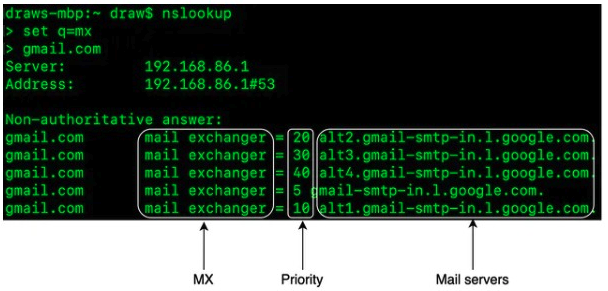 draws-mbp:~ draw$ nslookup
> set q=mx
> gmail.com
Server: 192.168.86.1
Address: 192.168.86.1#53
Non-authoritative answer:
gmail.com mail exchanger = 20 alt2.gmail-smtp-in.l.google.com.
gmail.com mail exchanger = 30 alt3.gmail-smtp-in.l.google.com.
gmail.com mail exchanger = 40 alt4.gmail-smtp-in.l.google.com.
gmail.com mail exchanger = 5 gmail-smtp-in.l.google.com.
gmail.com mail exchanger = 10 alt1.gmail-smtp-in.l.google.com.
MX Priority Mail servers